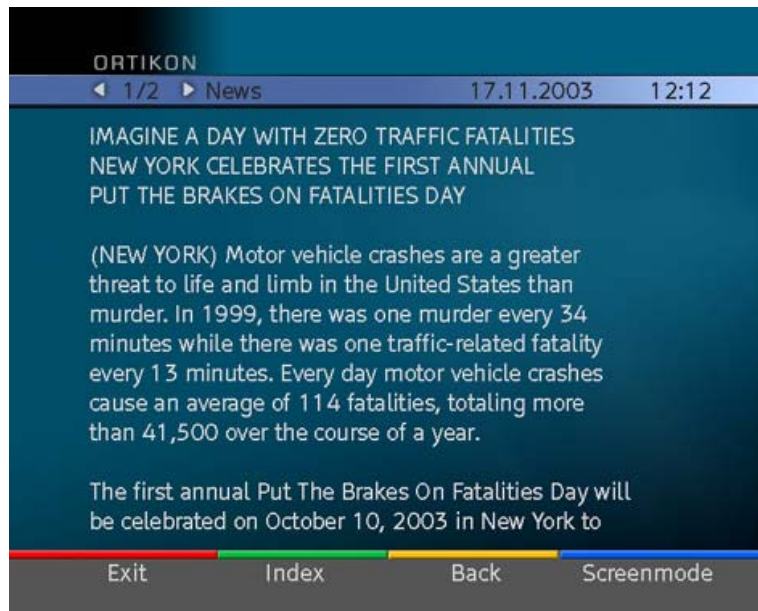 ORTIKON
1/2 News 17.11.2003 12:12
IMAGINE A DAY WITH ZERO TRAFFIC FATALITIES
NEW YORK CELEBRATES THE FIRST ANNUAL
PUT THE BRAKES ON FATALITIES DAY
(NEW YORK) Motor vehicle crashes are a greater
threat to life and limb in the United States than
murder. In 1999, there was one murder every 34
minutes while there was one traffic-related fatality
every 13 minutes. Every day motor vehicle crashes
cause an average of 114 fatalities, totaling more
than 41,500 over the course of a year.
The first annual Put The Brakes On Fatalities Day will
be celebrated on October 10, 2003 in New York to
Exit Index Back Screenmode